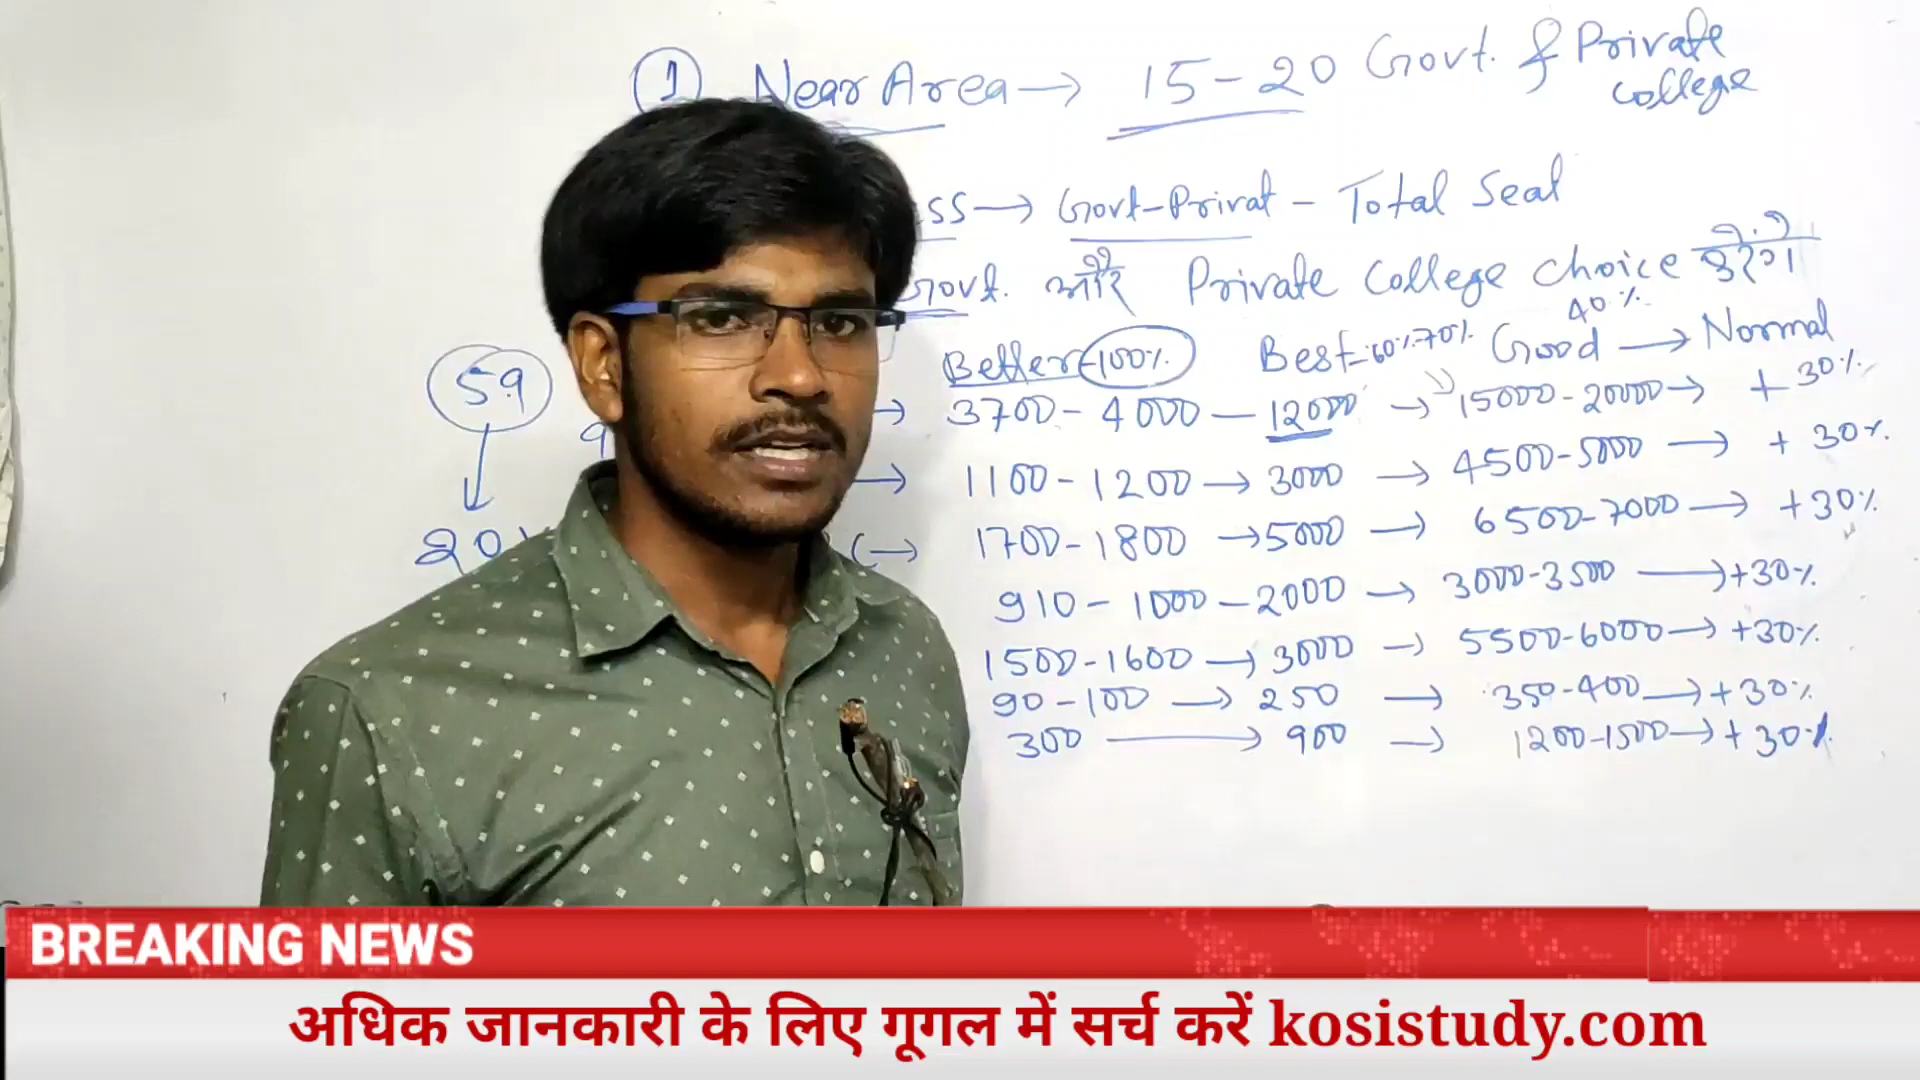 1 Near Area → 15-20 Govt. & Private College
SS → Govt-Privat - Total Seat
Govt. और Private College choice करेगा
Better-100% Best-60%-70% Good 40% → Normal
59
→ 3700-4000 — 12000 → 15000-20000 → +30%
9 → 1100-1200 → 3000 → 4500-5000 → +30%
20 C → 1700-1800 → 5000 → 6500-7000 → +30%
910-1000-2000 → 3000-3500 → +30%
1500-1600 → 3000 → 5500-6000 → +30%
90-100 → 250 → 350-400 → +30%
300 → 900 → 1200-1500 → +30%
BREAKING NEWS
अधिक जानकारी के लिए गूगल में सर्च करें kosistudy.com